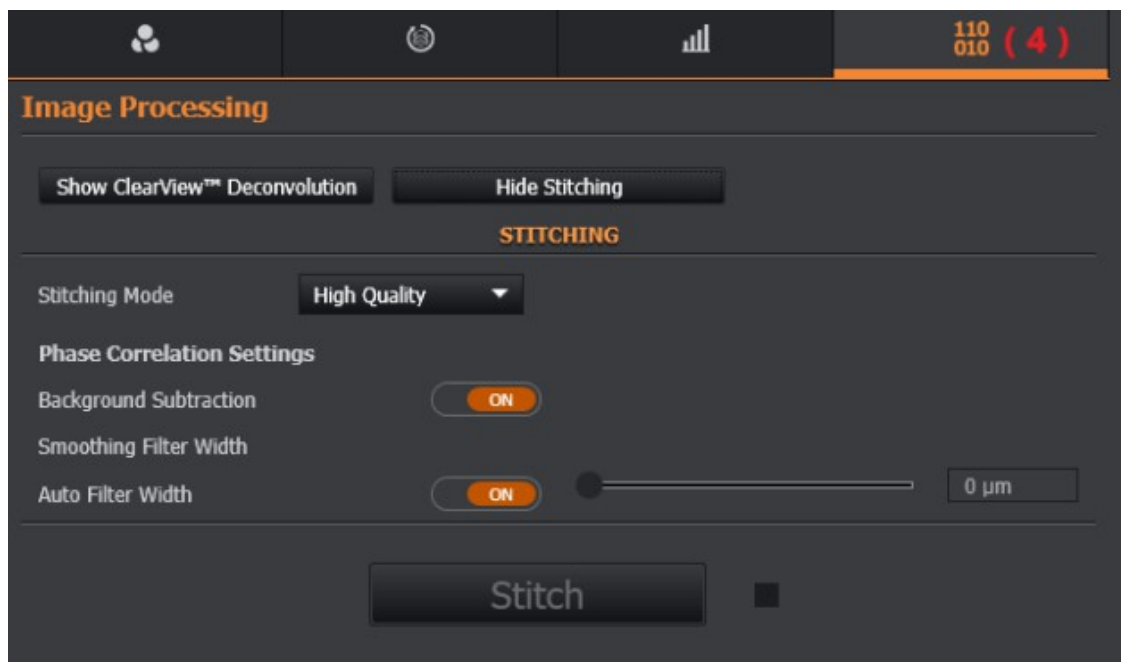 110
010 ( 4 )
Image Processing
Show ClearView™ Deconvolution Hide Stitching
STITCHING
Stitching Mode High Quality
Phase Correlation Settings
Background Subtraction ON
Smoothing Filter Width
Auto Filter Width ON 0 µm
Stitch